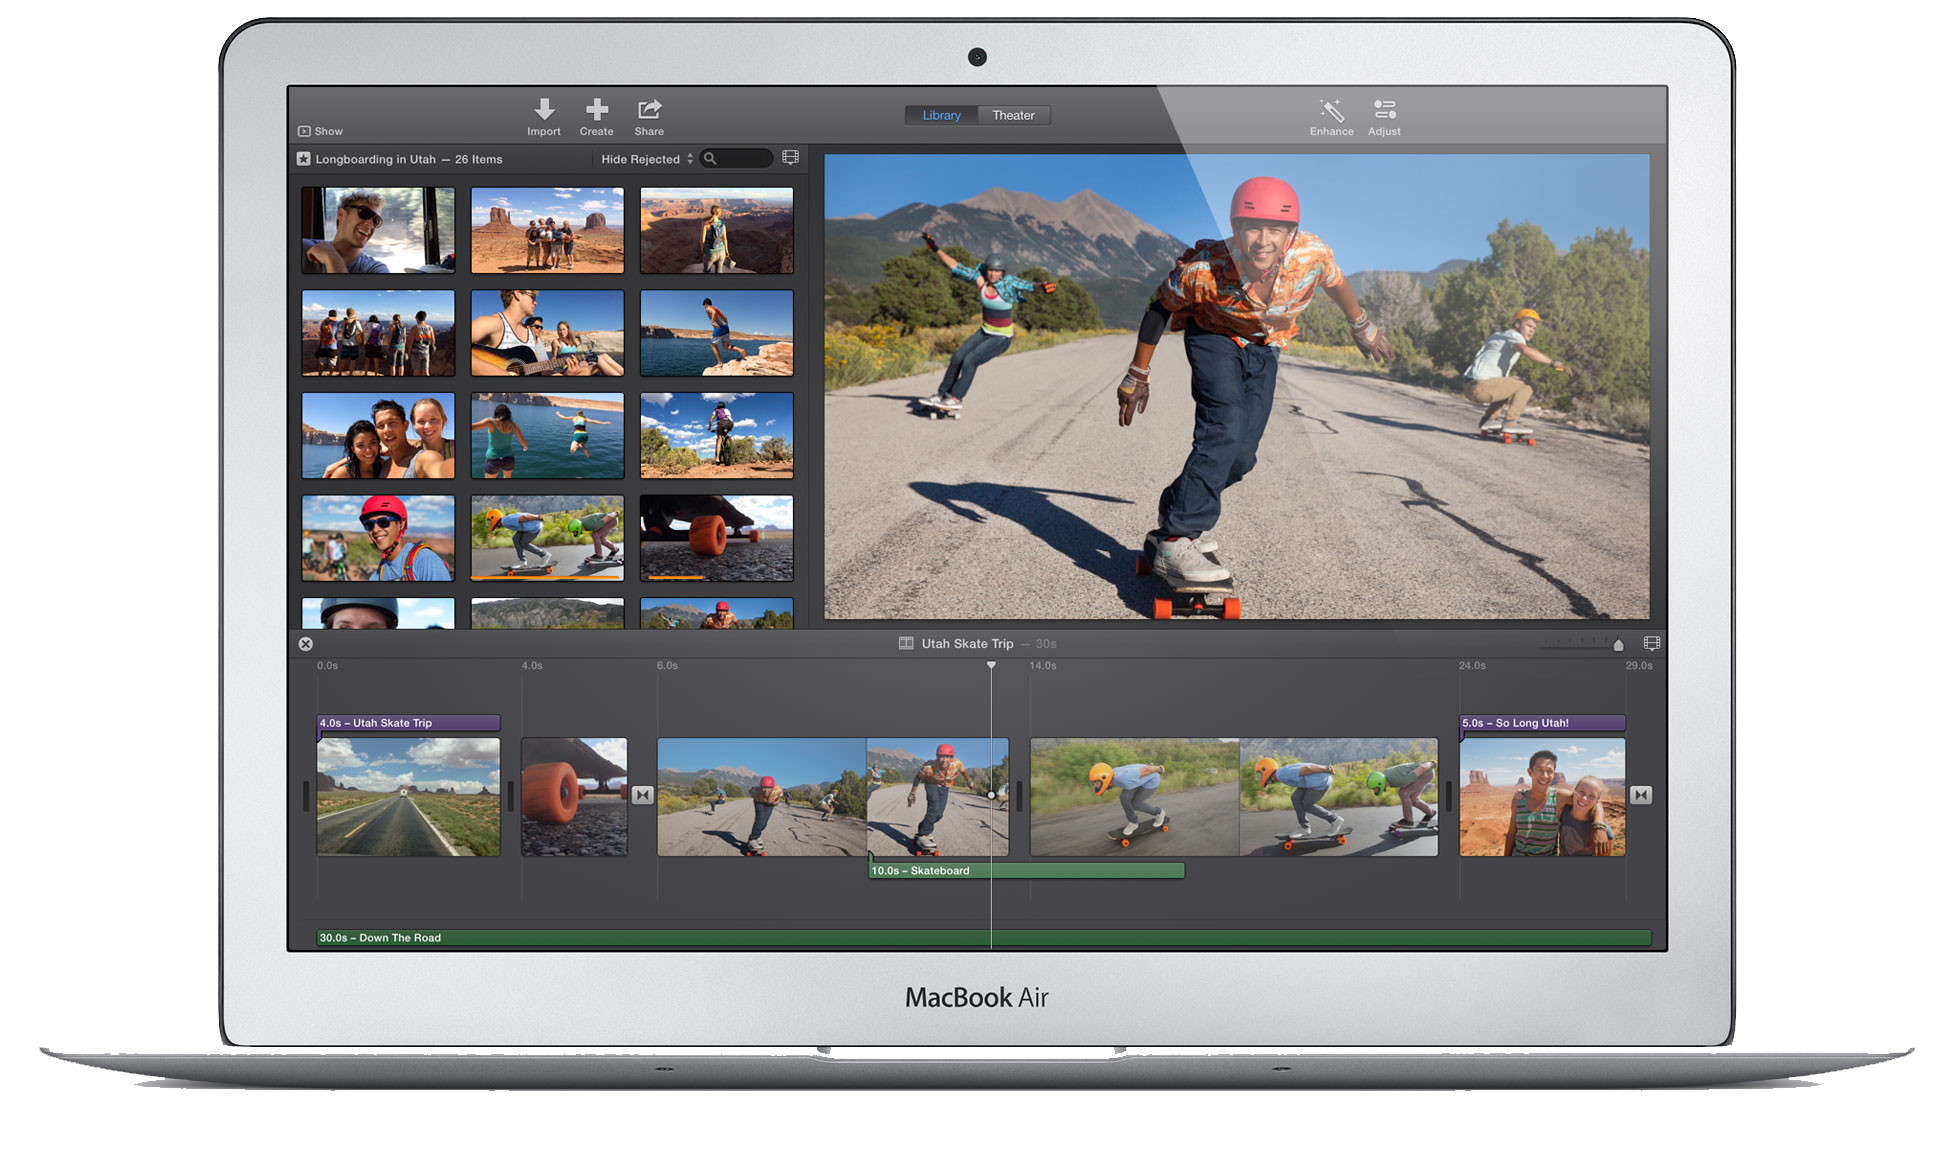 Show
Import
Create
Share
Library
Theater
Enhance
Adjust
Longboarding in Utah — 26 Items
Hide Rejected
Utah Skate Trip — 30s
0.0s
4.0s
6.0s
14.0s
24.0s
29.0s
4.0s – Utah Skate Trip
5.0s – So Long Utah!
10.0s – Skateboard
30.0s – Down The Road
MacBook Air